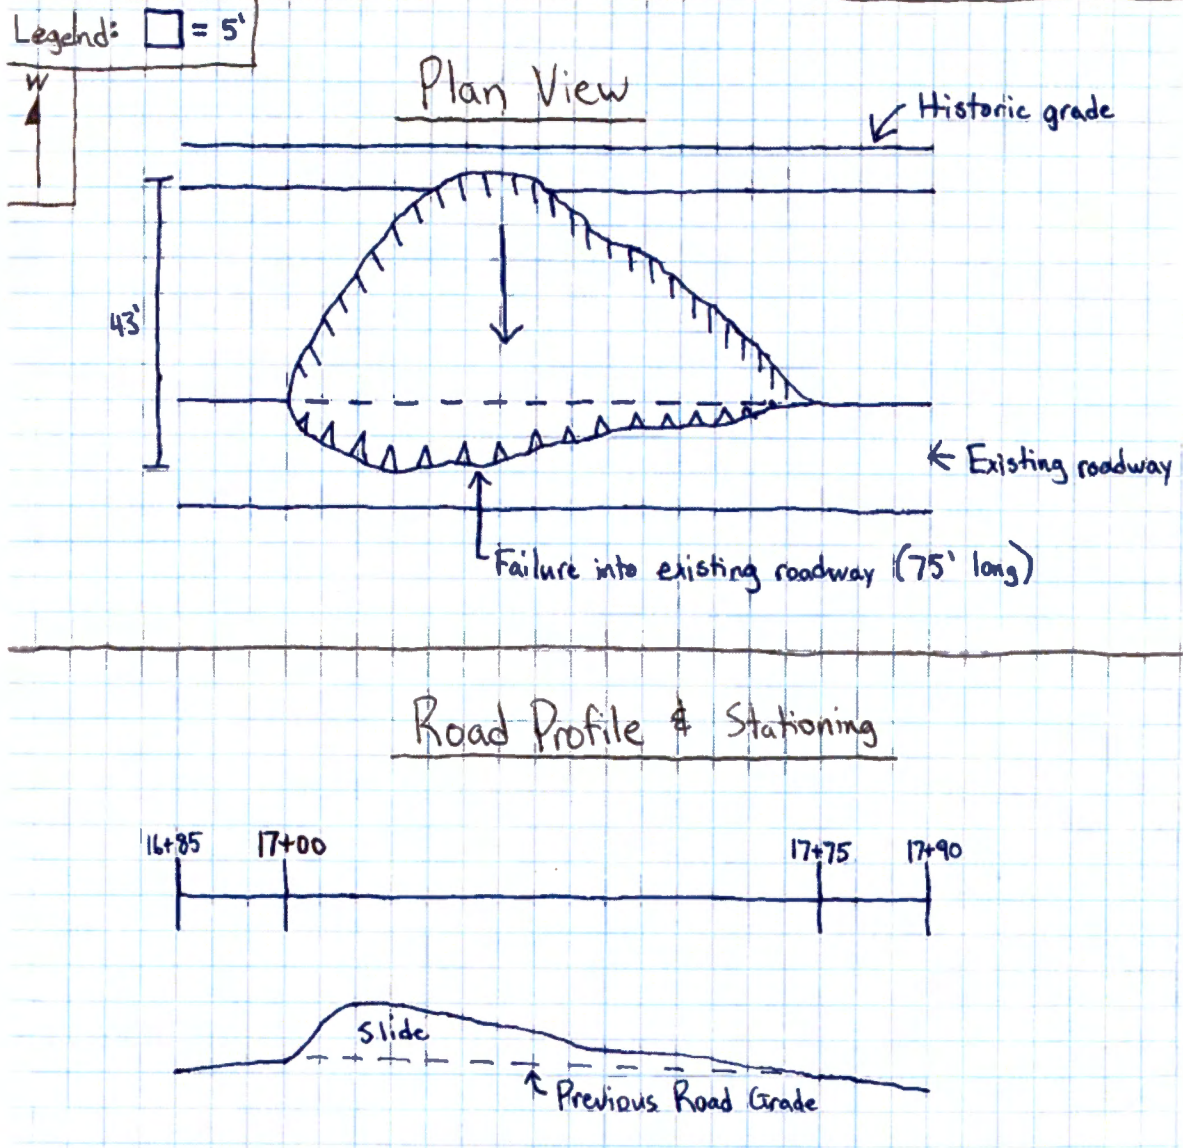 Legend: □ = 5'
N
Plan View
Historic grade
43'
Existing roadway
Failure into existing roadway (75' long)
Road Profile & Stationing
16+85 17+00 17+75 17+90
Slide
Previous Road Grade